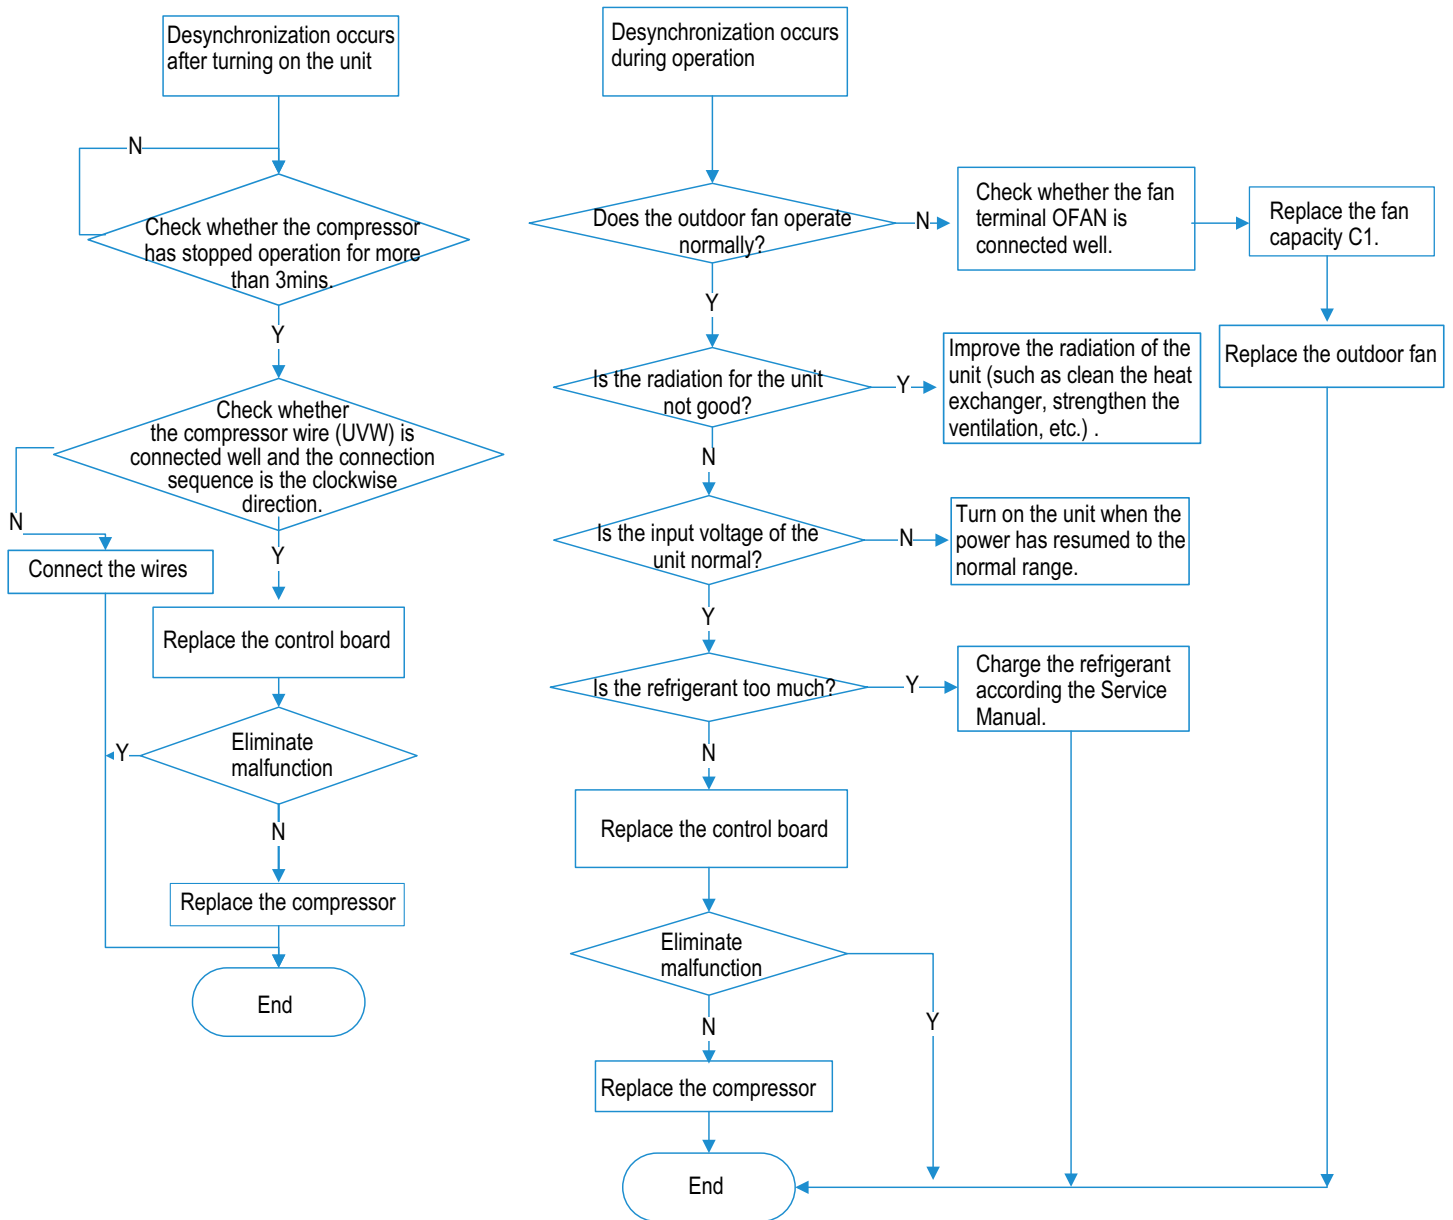 Desynchronization occurs
after turning on the unit
N
Check whether the compressor
has stopped operation for more
than 3mins.
Y
Check whether
the compressor wire (UVW) is
connected well and the connection
sequence is the clockwise
direction.
N
Y
Connect the wires
Replace the control board
Eliminate
malfunction
Y
N
Replace the compressor
End
Desynchronization occurs
during operation
Does the outdoor fan operate
normally?
N
Check whether the fan
terminal OFAN is
connected well.
Replace the fan
capacity C1.
Replace the outdoor fan
Y
Is the radiation for the unit
not good?
Y
Improve the radiation of the
unit (such as clean the heat
exchanger, strengthen the
ventilation, etc.) .
N
Is the input voltage of the
unit normal?
N
Turn on the unit when the
power has resumed to the
normal range.
Y
Is the refrigerant too much?
Y
Charge the refrigerant
according the Service
Manual.
N
Replace the control board
Eliminate
malfunction
Y
N
Replace the compressor
End